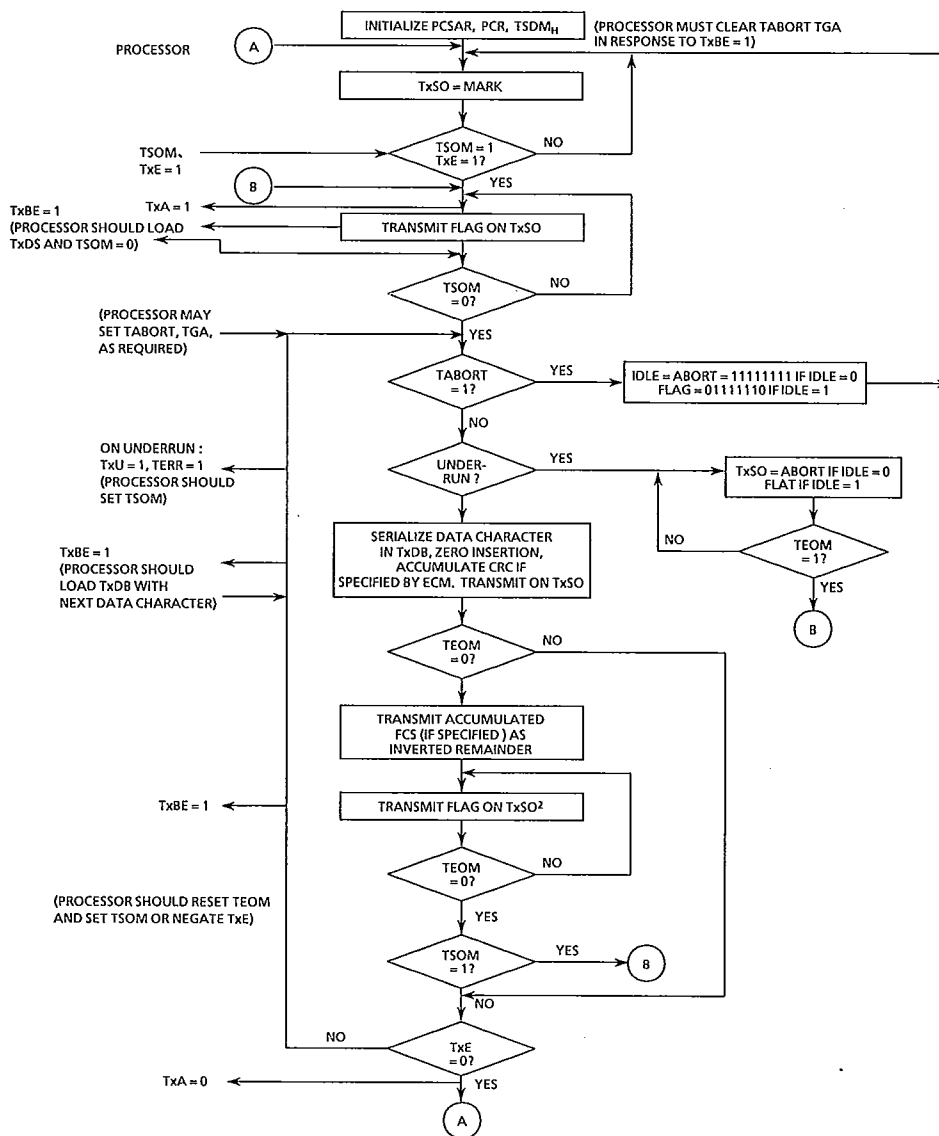 INITIALIZE PCSAR, PCR, TSDMH
(PROCESSOR MUST CLEAR TABORT TGA
IN RESPONSE TO TxBE = 1)
PROCESSOR
A
TxSO = MARK
TSOM = 1
TxE = 1?
NO
YES
TSOM,
TxE = 1
B
TxA = 1
TxBE = 1
(PROCESSOR SHOULD LOAD
TxDS AND TSOM = 0)
TRANSMIT FLAG ON TxSO
TSOM
= 0?
NO
YES
(PROCESSOR MAY
SET TABORT, TGA,
AS REQUIRED)
TABORT
= 1?
YES
IDLE = ABORT = 11111111 IF IDLE = 0
FLAG = 01111110 IF IDLE = 1
NO
ON UNDERRUN :
TxU = 1, TERR = 1
(PROCESSOR SHOULD
SET TSOM)
UNDER-
RUN ?
YES
TxSO = ABORT IF IDLE = 0
FLAT IF IDLE = 1
NO
TEOM
= 1?
YES
B
TxBE = 1
(PROCESSOR SHOULD
LOAD TxDB WITH
NEXT DATA CHARACTER)
SERIALIZE DATA CHARACTER
IN TxDB, ZERO INSERTION,
ACCUMULATE CRC IF
SPECIFIED BY ECM. TRANSMIT ON TxSO
TEOM
= 0?
NO
TRANSMIT ACCUMULATED
FCS (IF SPECIFIED ) AS
INVERTED REMAINDER
TxBE = 1
TRANSMIT FLAG ON TxSO2
TEOM
= 0?
NO
YES
(PROCESSOR SHOULD RESET TEOM
AND SET TSOM OR NEGATE TxE)
TSOM
= 1?
YES
B
NO
NO
TxE
= 0?
TxA = 0
YES
A